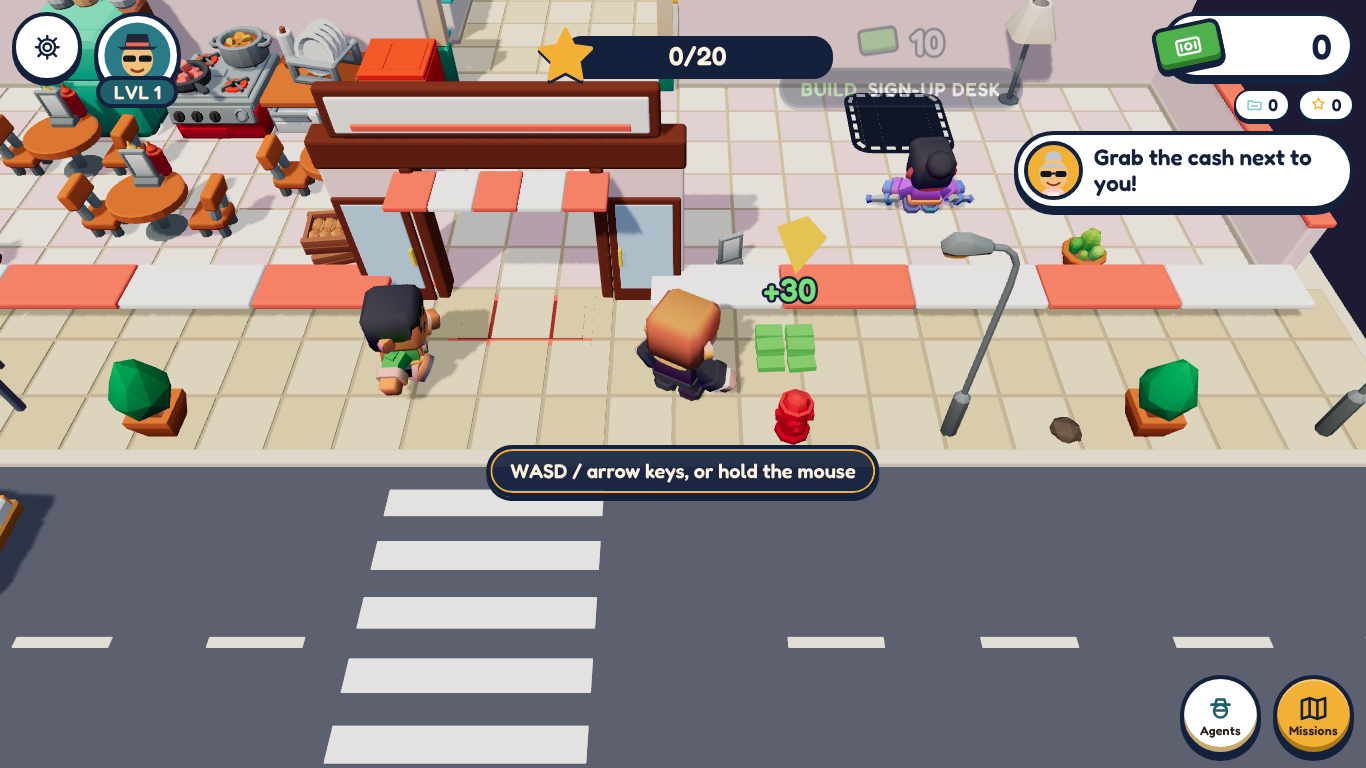 LVL 1
0/20
10
BUILD SIGN-UP DESK
0
0
0
Grab the cash next to
you!
+30
WASD / arrow keys, or hold the mouse
Agents
Missions